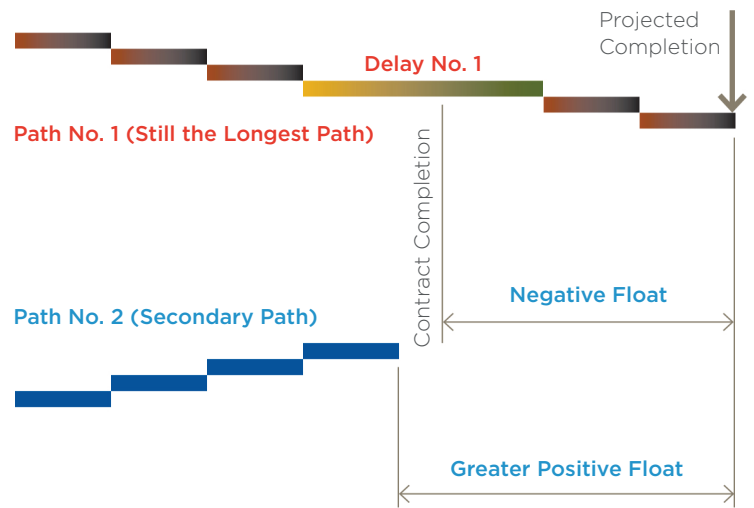 Projected
Completion
Delay No. 1
Path No. 1 (Still the Longest Path)
Contract Completion
Negative Float
Path No. 2 (Secondary Path)
Greater Positive Float